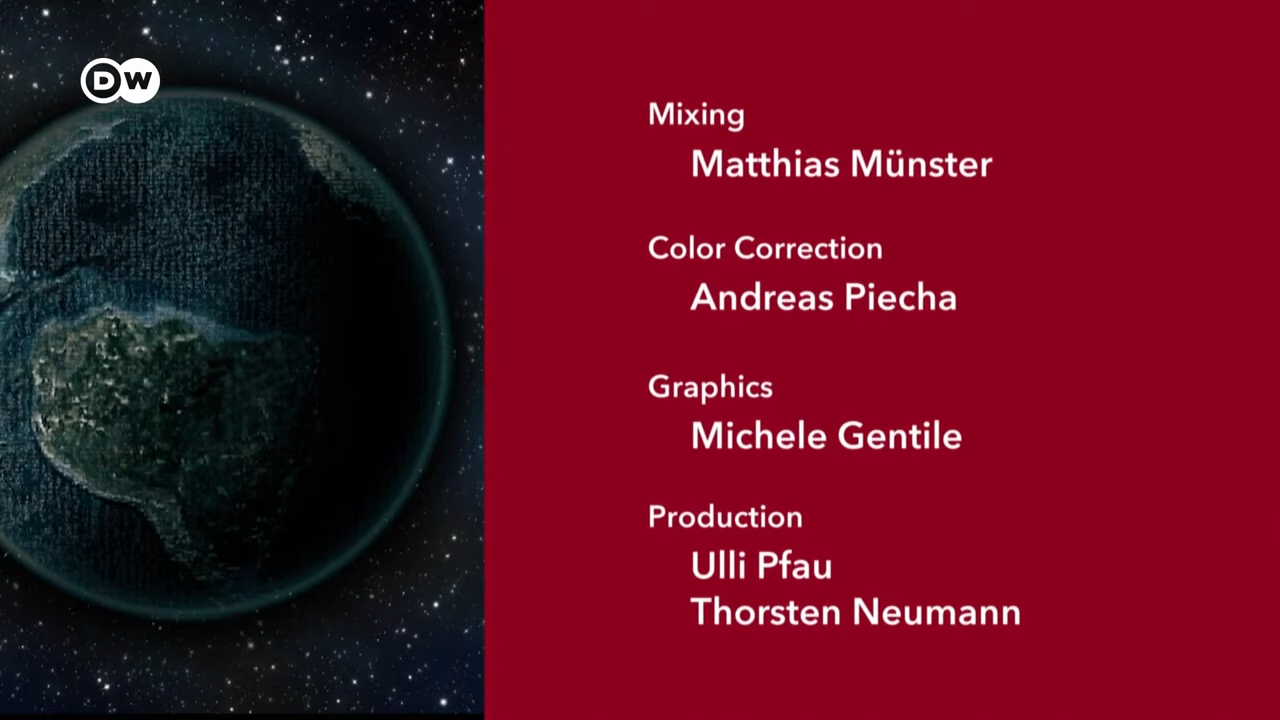 DW
Mixing
Matthias Münster
Color Correction
Andreas Piecha
Graphics
Michele Gentile
Production
Ulli Pfau
Thorsten Neumann